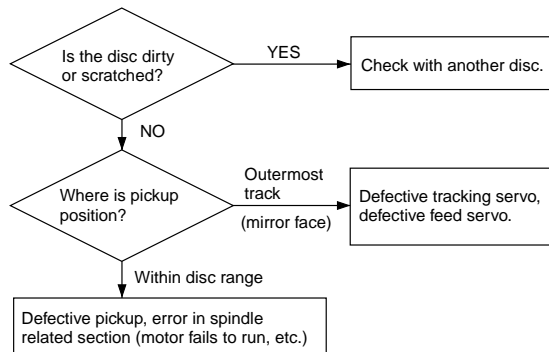 Is the disc dirty
or scratched?
YES
Check with another disc.
NO
Where is pickup
position?
Outermost
track
(mirror face)
Defective tracking servo,
defective feed servo.
Within disc range
Defective pickup, error in spindle
related section (motor fails to run, etc.)